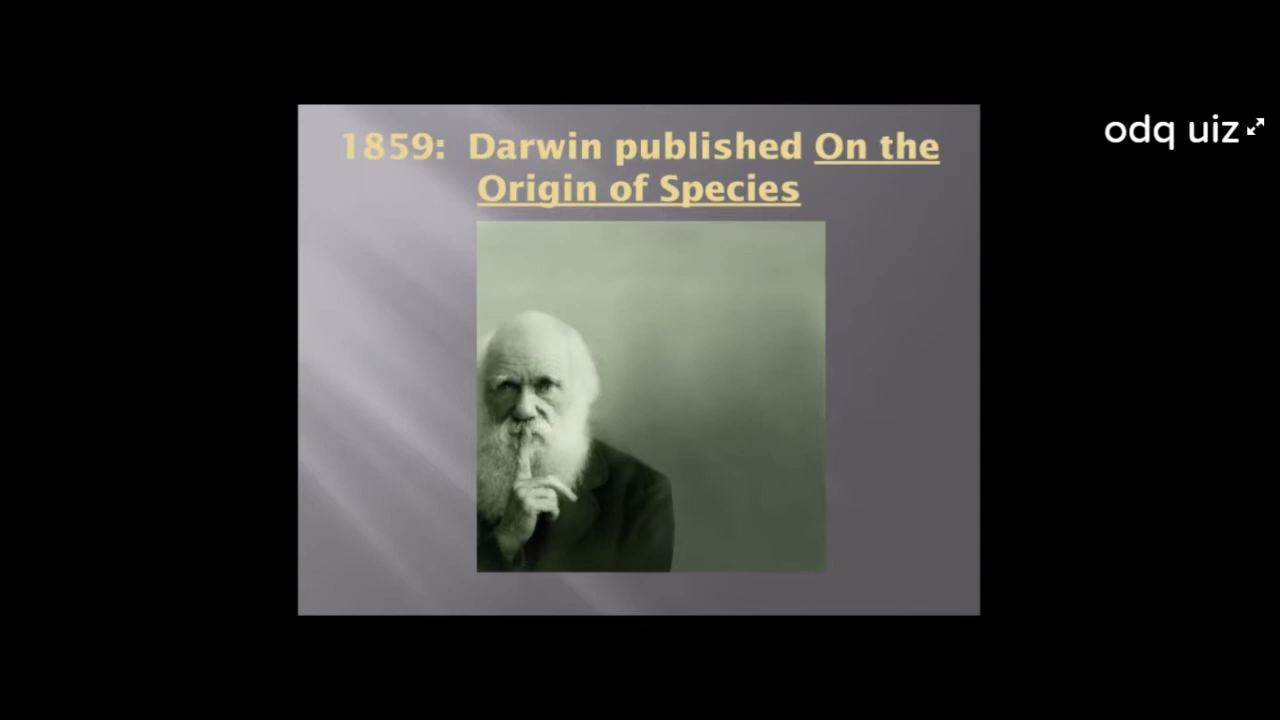 1859: Darwin published On the
Origin of Species
odq uiz